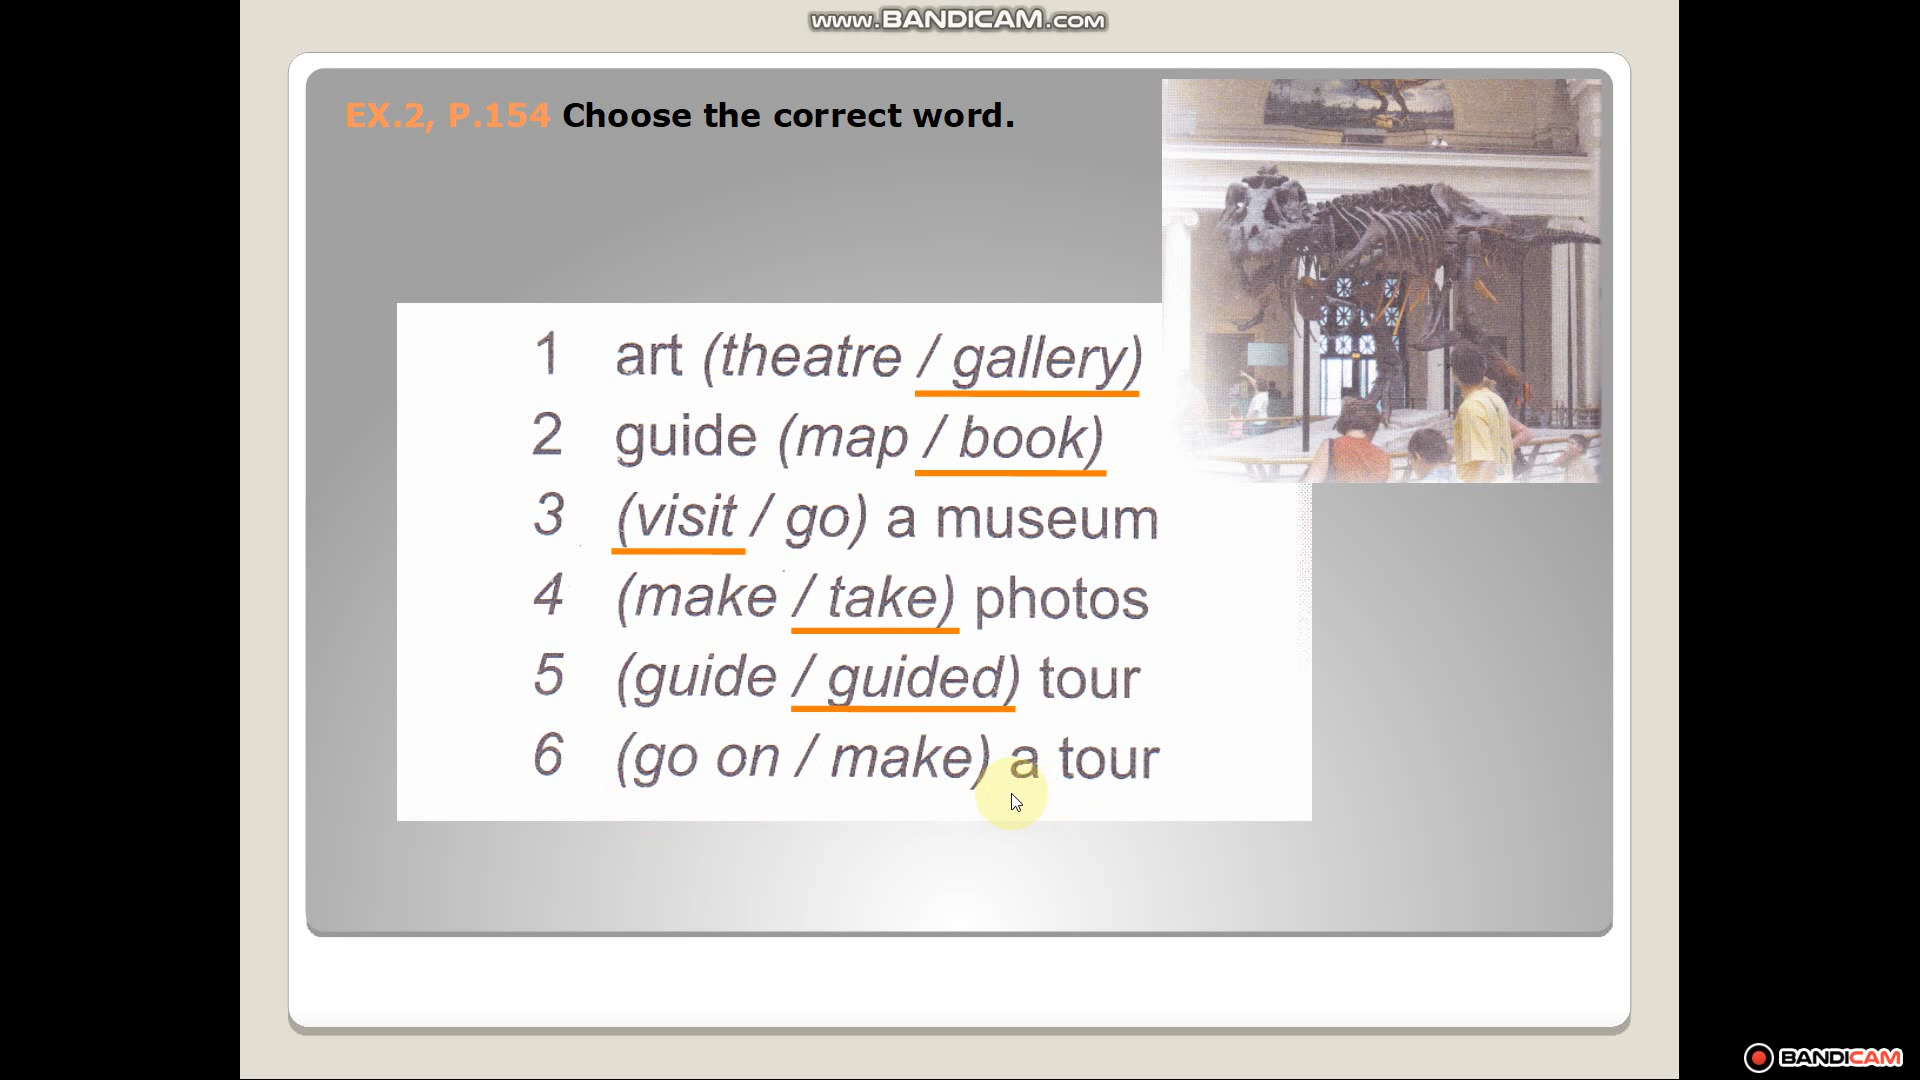 www.BANDICAM.com
EX.2, P.154 Choose the correct word.
1 art (theatre / gallery)
2 guide (map / book)
3 (visit / go) a museum
4 (make / take) photos
5 (guide / guided) tour
6 (go on / make) a tour
BANDICAM